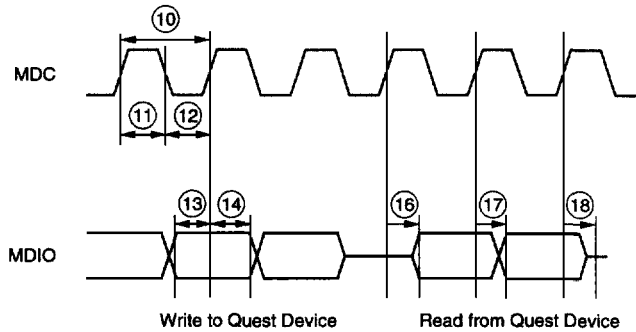 10
MDC
11
12
13
14
16
17
18
MDIO
Write to Quest Device
Read from Quest Device